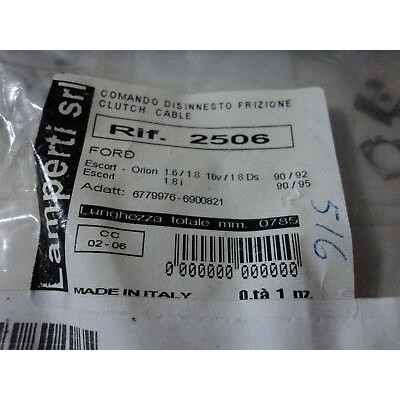 Lamperti srl
COMANDO DISINNESTO FRIZIONE
CLUTCH CABLE
Rif. 2506
FORD
Escort - Orion 1.6/1.8 16v/1.8 Ds 90/92
Escort 1.8 i 90/95
Adatt: 6779976-6900821
Lunghezza totale mm. 0785
CC
02-06
0 000000 000000
MADE IN ITALY
Q.tà 1 nz.
516